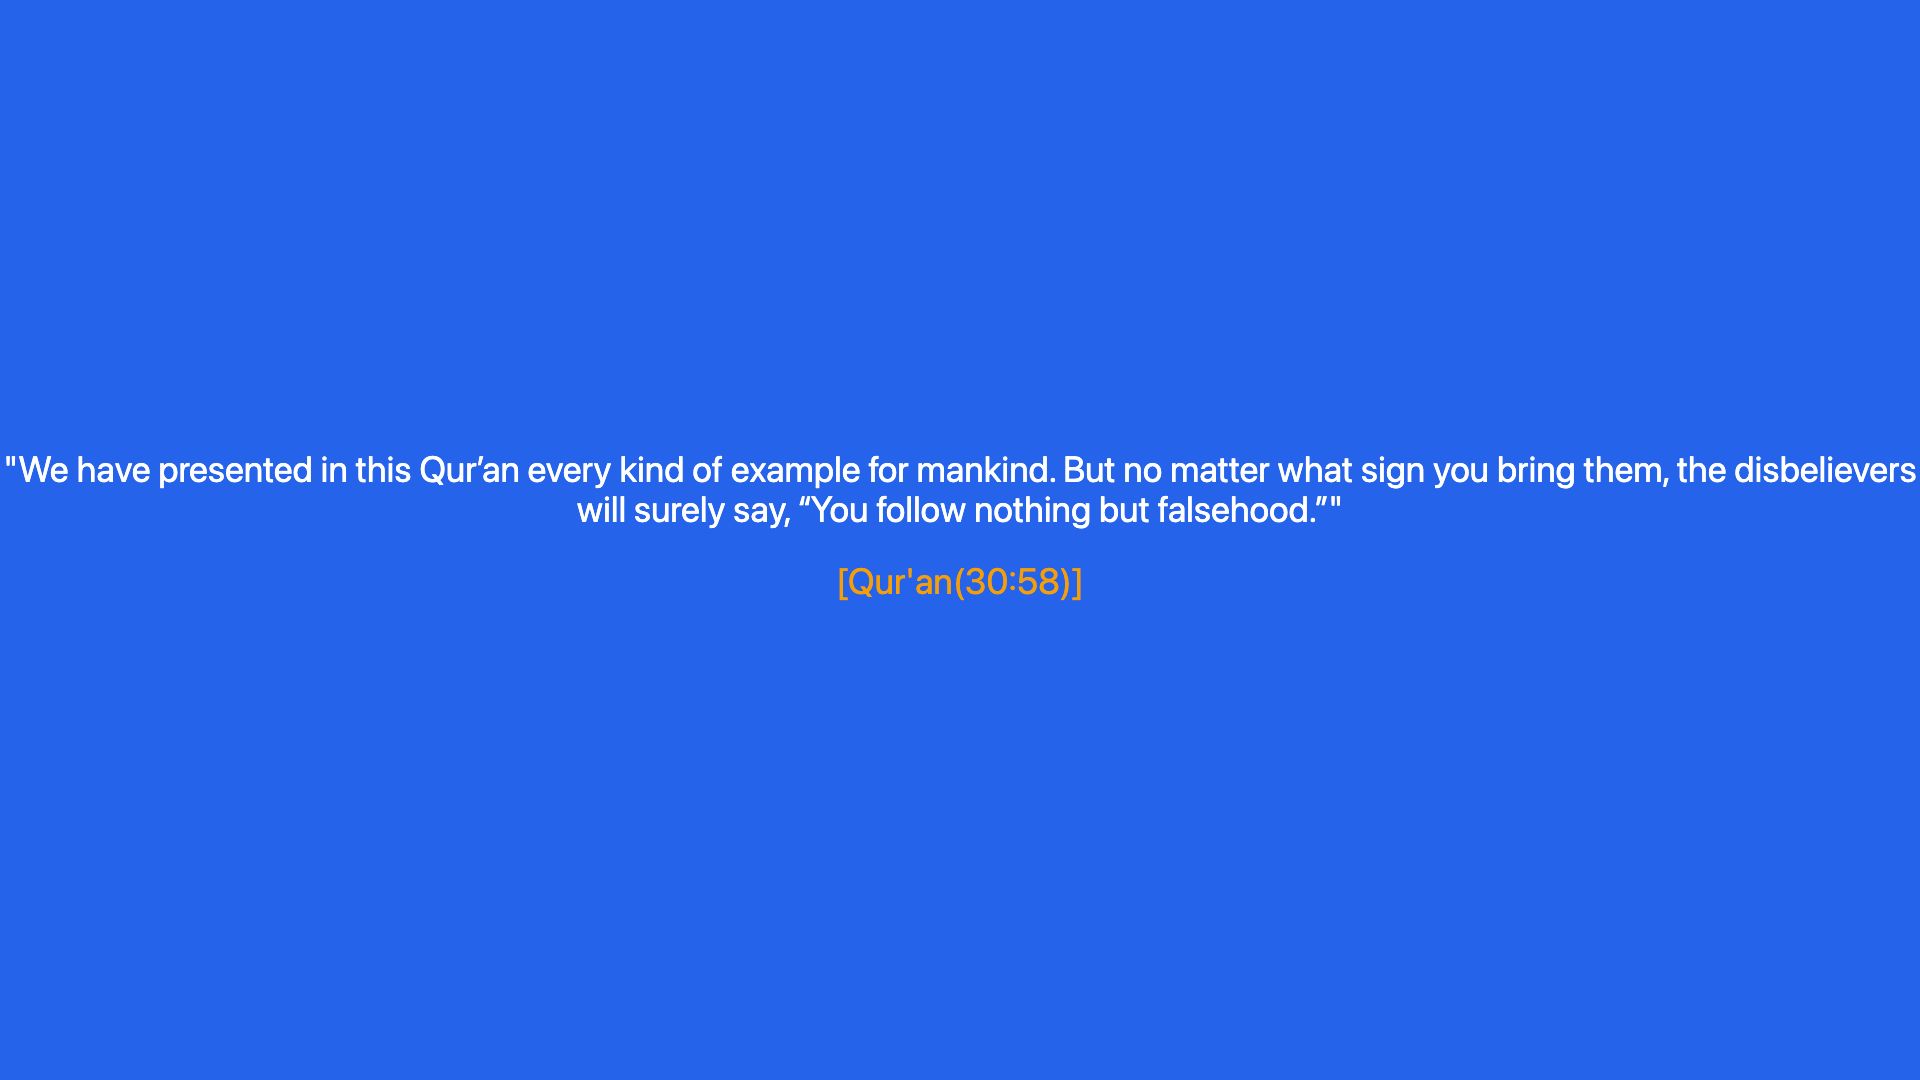 "We have presented in this Qur’an every kind of example for mankind. But no matter what sign you bring them, the disbelievers
will surely say, “You follow nothing but falsehood.”"
[Qur'an(30:58)]